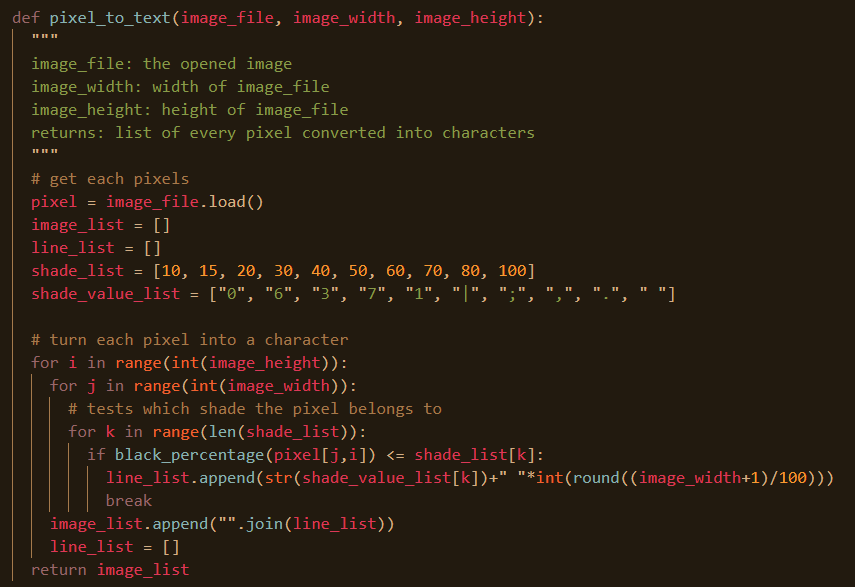 def pixel_to_text(image_file, image_width, image_height):
  """
  image_file: the opened image
  image_width: width of image_file
  image_height: height of image_file
  returns: list of every pixel converted into characters
  """
  # get each pixels
  pixel = image_file.load()
  image_list = []
  line_list = []
  shade_list = [10, 15, 20, 30, 40, 50, 60, 70, 80, 100]
  shade_value_list = ["0", "6", "3", "7", "1", "|", ";", ",", ".", " "]

  # turn each pixel into a character
  for i in range(int(image_height)):
    for j in range(int(image_width)):
      # tests which shade the pixel belongs to
      for k in range(len(shade_list)):
        if black_percentage(pixel[j,i]) <= shade_list[k]:
          line_list.append(str(shade_value_list[k])+" "*int(round((image_width+1)/100)))
          break
    image_list.append("".join(line_list))
    line_list = []
  return image_list